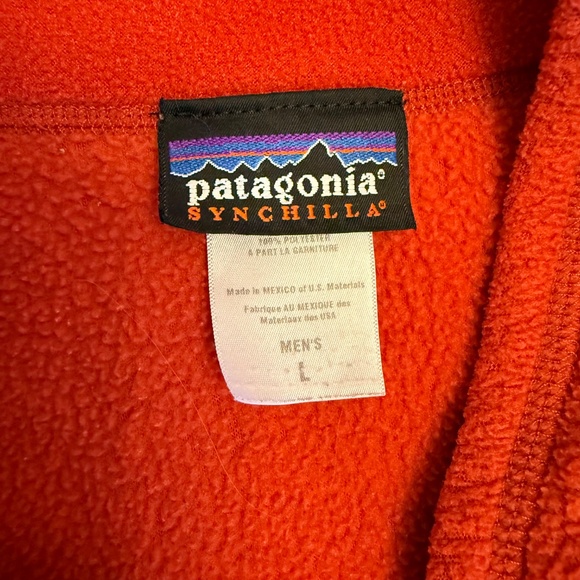 patagonia®
SYNCHILLA®
100% POLYESTER
A PART LA GARNITURE
Made le MEXICO of U.S. Materials
Fabrique AU MEXIQUE des
Materiaux des USA
MEN'S
L